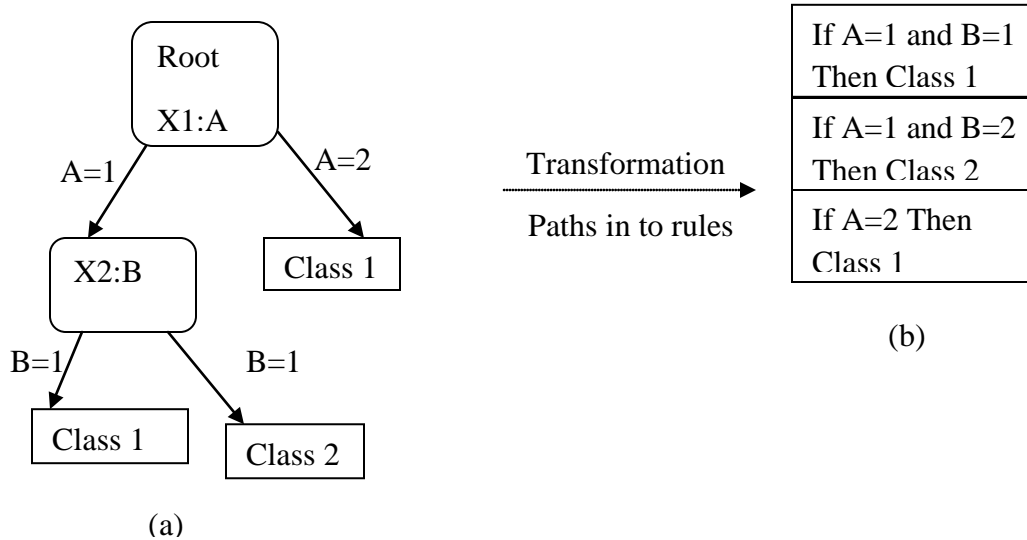 Root
X1:A
A=1
A=2
X2:B
Class 1
B=1
B=1
Class 1
Class 2
(a)
Transformation
Paths in to rules
If A=1 and B=1
Then Class 1
If A=1 and B=2
Then Class 2
If A=2 Then
Class 1
(b)